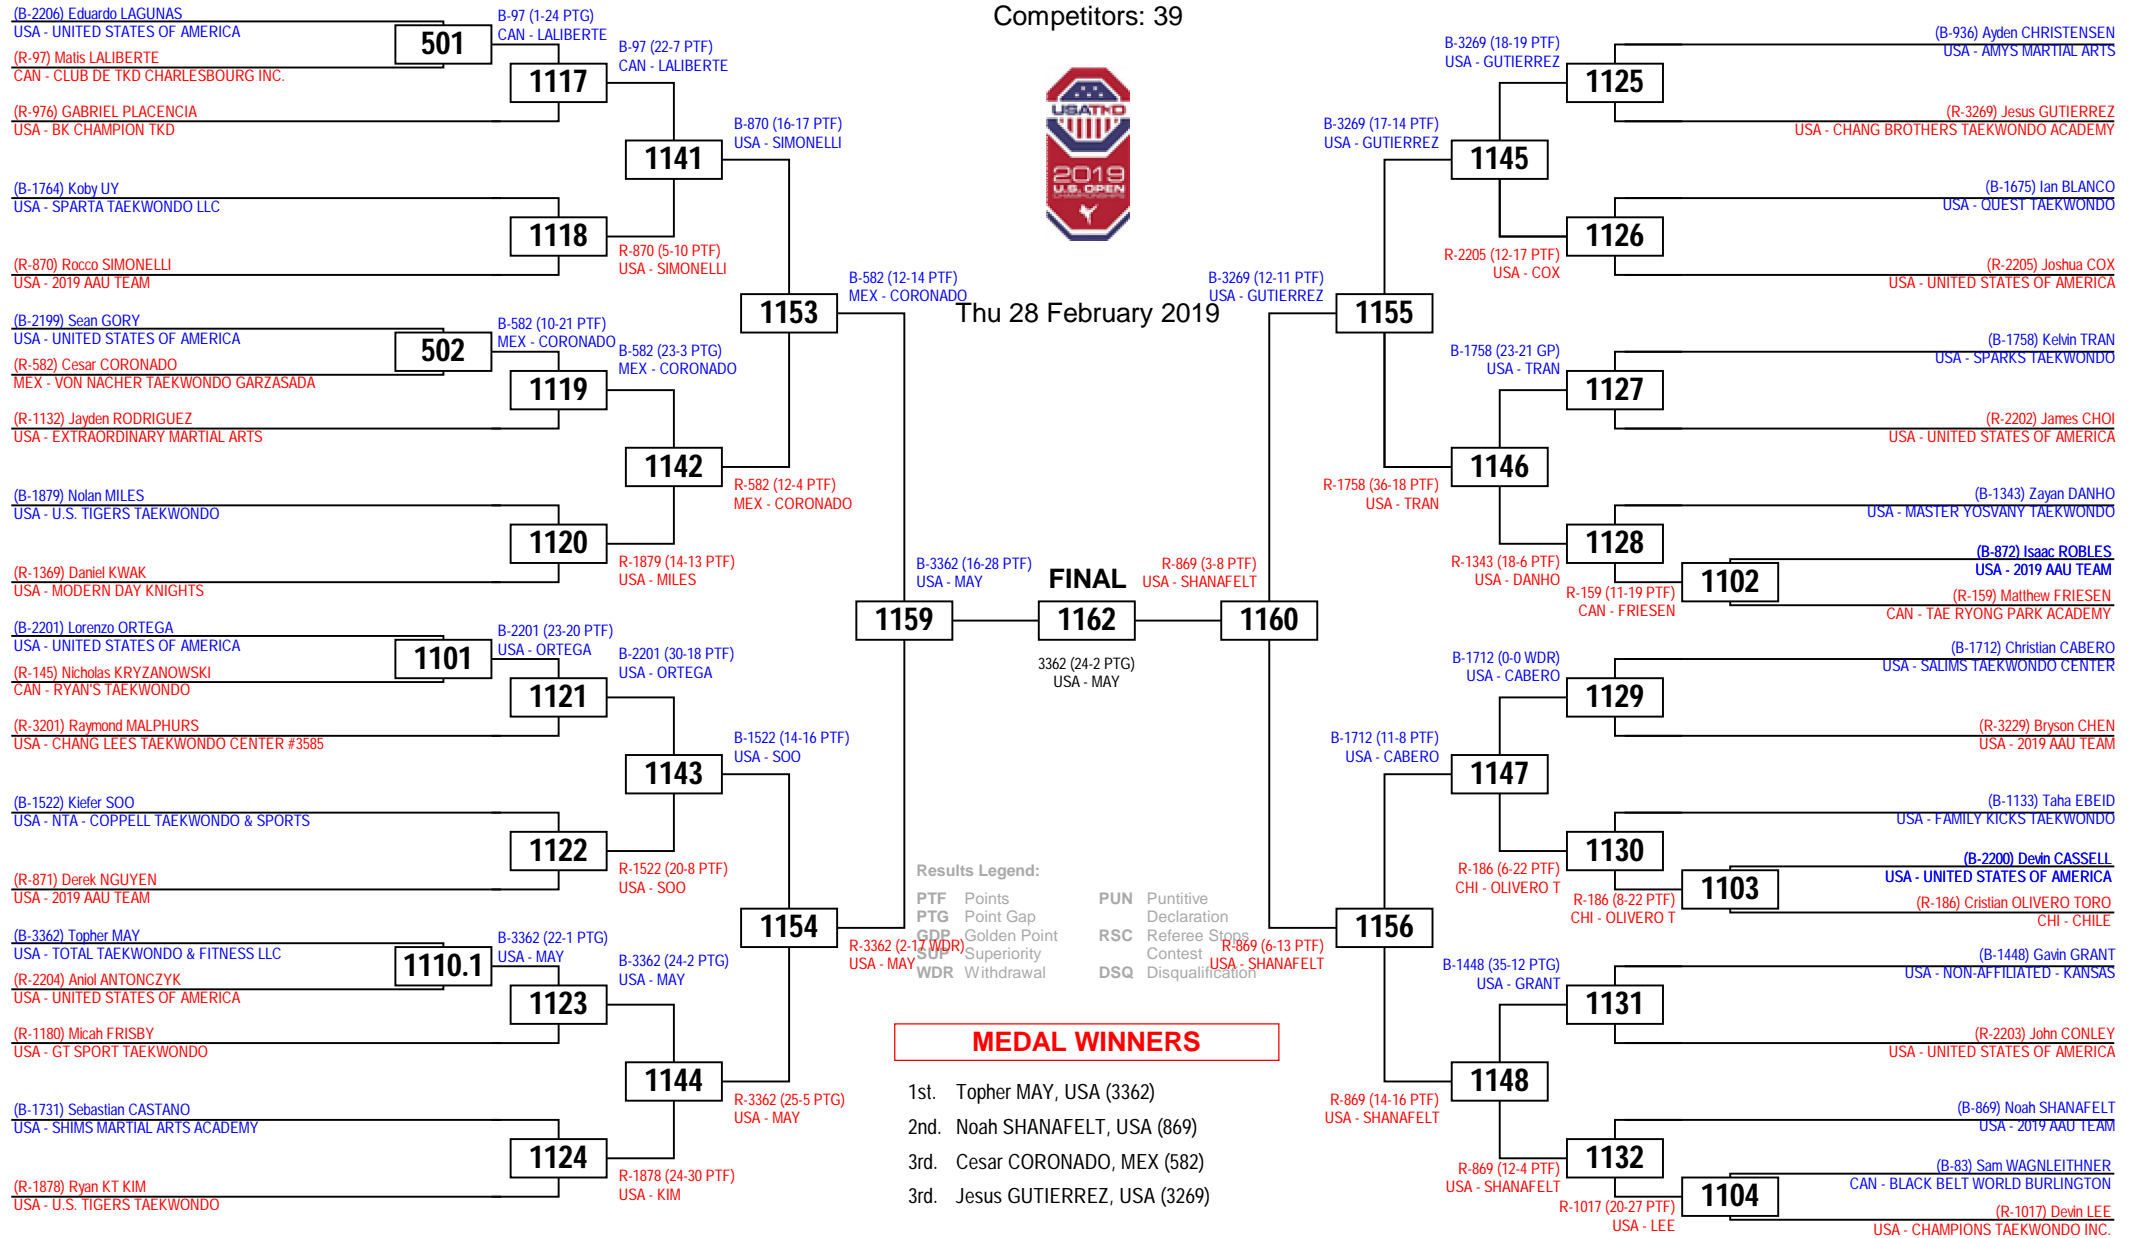 Competitors: 39
USATKD
2019
U.S. OPEN
CHAMPIONSHIPS
Thu 28 February 2019
(B-2206) Eduardo LAGUNAS
USA - UNITED STATES OF AMERICA
(R-97) Matis LALIBERTE
CAN - CLUB DE TKD CHARLESBOURG INC.
(R-976) GABRIEL PLACENCIA
USA - BK CHAMPION TKD
(B-1764) Koby UY
USA - SPARTA TAEKWONDO LLC
(R-870) Rocco SIMONELLI
USA - 2019 AAU TEAM
(B-2199) Sean GORY
USA - UNITED STATES OF AMERICA
(R-582) Cesar CORONADO
MEX - VON NACHER TAEKWONDO GARZASADA
(R-1132) Jayden RODRIGUEZ
USA - EXTRAORDINARY MARTIAL ARTS
(B-1879) Nolan MILES
USA - U.S. TIGERS TAEKWONDO
(R-1369) Daniel KWAK
USA - MODERN DAY KNIGHTS
(B-2201) Lorenzo ORTEGA
USA - UNITED STATES OF AMERICA
(R-145) Nicholas KRYZANOWSKI
CAN - RYAN'S TAEKWONDO
(R-3201) Raymond MALPHURS
USA - CHANG LEES TAEKWONDO CENTER #3585
(B-1522) Kiefer SOO
USA - NTA - COPPELL TAEKWONDO & SPORTS
(R-871) Derek NGUYEN
USA - 2019 AAU TEAM
(B-3362) Topher MAY
USA - TOTAL TAEKWONDO & FITNESS LLC
(R-2204) Aniol ANTONCZYK
USA - UNITED STATES OF AMERICA
(R-1180) Micah FRISBY
USA - GT SPORT TAEKWONDO
(B-1731) Sebastian CASTANO
USA - SHIMS MARTIAL ARTS ACADEMY
(R-1878) Ryan KT KIM
USA - U.S. TIGERS TAEKWONDO
501
502
1101
1110.1
B-97 (1-24 PTG)
CAN - LALIBERTE
B-582 (10-21 PTF)
MEX - CORONADO
B-2201 (23-20 PTF)
USA - ORTEGA
B-3362 (22-1 PTG)
USA - MAY
1117
1118
1119
1120
1121
1122
1123
1124
B-97 (22-7 PTF)
CAN - LALIBERTE
R-870 (5-10 PTF)
USA - SIMONELLI
B-582 (23-3 PTG)
MEX - CORONADO
R-1879 (14-13 PTF)
USA - MILES
B-2201 (30-18 PTF)
USA - ORTEGA
R-1522 (20-8 PTF)
USA - SOO
B-3362 (24-2 PTG)
USA - MAY
R-1878 (24-30 PTF)
USA - KIM
1141
1142
1143
1144
B-870 (16-17 PTF)
USA - SIMONELLI
R-582 (12-4 PTF)
MEX - CORONADO
B-1522 (14-16 PTF)
USA - SOO
R-3362 (25-5 PTG)
USA - MAY
1153
1154
B-582 (12-14 PTF)
MEX - CORONADO
R-3362 (2-17 WDR)
USA - MAY
1159
B-3362 (16-28 PTF)
USA - MAY
FINAL
1162
3362 (24-2 PTG)
USA - MAY
R-869 (3-8 PTF)
USA - SHANAFELT
1160
B-3269 (12-11 PTF)
USA - GUTIERREZ
R-869 (6-13 PTF)
USA - SHANAFELT
1155
1156
B-3269 (17-14 PTF)
USA - GUTIERREZ
R-1758 (36-18 PTF)
USA - TRAN
B-1712 (11-8 PTF)
USA - CABERO
R-869 (14-16 PTF)
USA - SHANAFELT
1145
1146
1147
1148
B-3269 (18-19 PTF)
USA - GUTIERREZ
R-2205 (12-17 PTF)
USA - COX
B-1758 (23-21 GP)
USA - TRAN
R-1343 (18-6 PTF)
USA - DANHO
B-1712 (0-0 WDR)
USA - CABERO
R-186 (6-22 PTF)
CHI - OLIVERO T
B-1448 (35-12 PTG)
USA - GRANT
R-869 (12-4 PTF)
USA - SHANAFELT
1125
1126
1127
1128
1129
1130
1131
1132
R-159 (11-19 PTF)
CAN - FRIESEN
R-186 (8-22 PTF)
CHI - OLIVERO T
R-1017 (20-27 PTF)
USA - LEE
1102
1103
1104
(B-936) Ayden CHRISTENSEN
USA - AMYS MARTIAL ARTS
(R-3269) Jesus GUTIERREZ
USA - CHANG BROTHERS TAEKWONDO ACADEMY
(B-1675) Ian BLANCO
USA - QUEST TAEKWONDO
(R-2205) Joshua COX
USA - UNITED STATES OF AMERICA
(B-1758) Kelvin TRAN
USA - SPARKS TAEKWONDO
(R-2202) James CHOI
USA - UNITED STATES OF AMERICA
(B-1343) Zayan DANHO
USA - MASTER YOSVANY TAEKWONDO
(B-872) Isaac ROBLES
USA - 2019 AAU TEAM
(R-159) Matthew FRIESEN
CAN - TAE RYONG PARK ACADEMY
(B-1712) Christian CABERO
USA - SALIMS TAEKWONDO CENTER
(R-3229) Bryson CHEN
USA - 2019 AAU TEAM
(B-1133) Taha EBEID
USA - FAMILY KICKS TAEKWONDO
(B-2200) Devin CASSELL
USA - UNITED STATES OF AMERICA
(R-186) Cristian OLIVERO TORO
CHI - CHILE
(B-1448) Gavin GRANT
USA - NON-AFFILIATED - KANSAS
(R-2203) John CONLEY
USA - UNITED STATES OF AMERICA
(B-869) Noah SHANAFELT
USA - 2019 AAU TEAM
(B-83) Sam WAGNLEITHNER
CAN - BLACK BELT WORLD BURLINGTON
(R-1017) Devin LEE
USA - CHAMPIONS TAEKWONDO INC.
Results Legend:
PTF Points
PTG Point Gap
GDP Golden Point
SUP Superiority
WDR Withdrawal
PUN Puntitive
Declaration
RSC Referee Stops
Contest
DSQ Disqualification
MEDAL WINNERS
1st. Topher MAY, USA (3362)
2nd. Noah SHANAFELT, USA (869)
3rd. Cesar CORONADO, MEX (582)
3rd. Jesus GUTIERREZ, USA (3269)